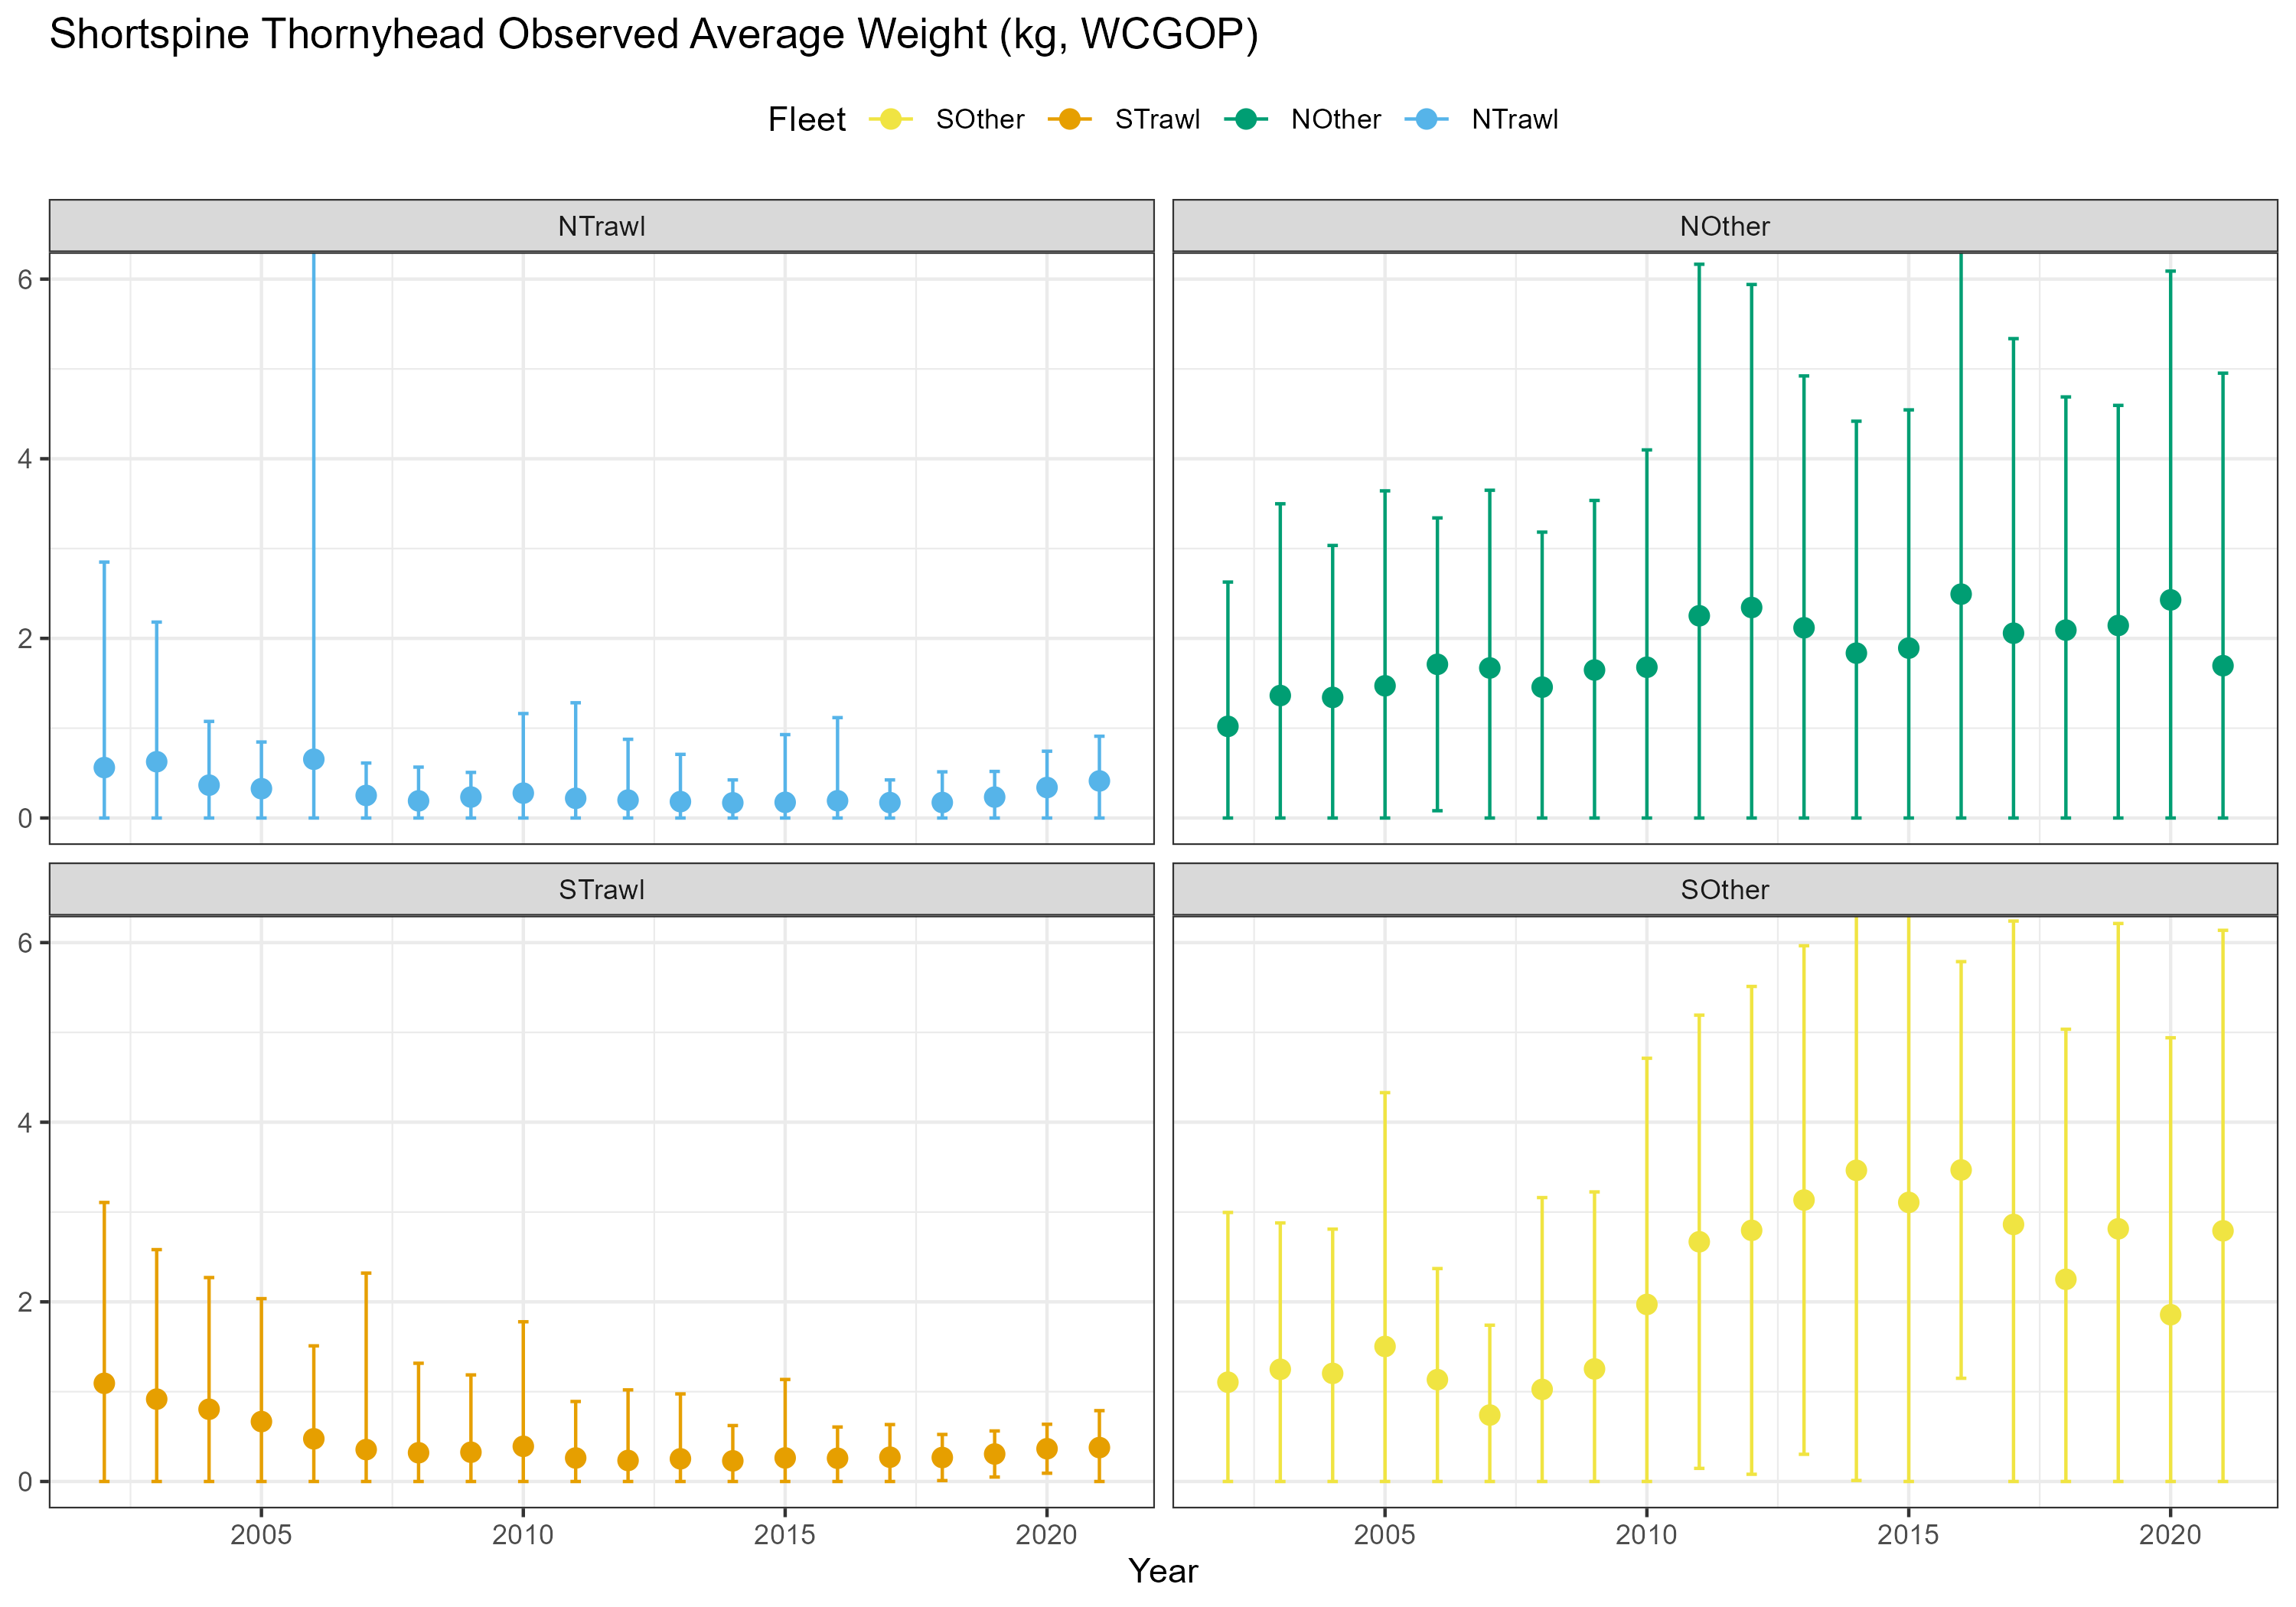 Shortspine Thornyhead Observed Average Weight (kg, WCGOP)
Fleet SOther STrawl NOther NTrawl
NTrawl NOther
6
4
2
0
STrawl SOther
6
4
2
0
2005 2010 2015 2020 2005 2010 2015 2020
Year